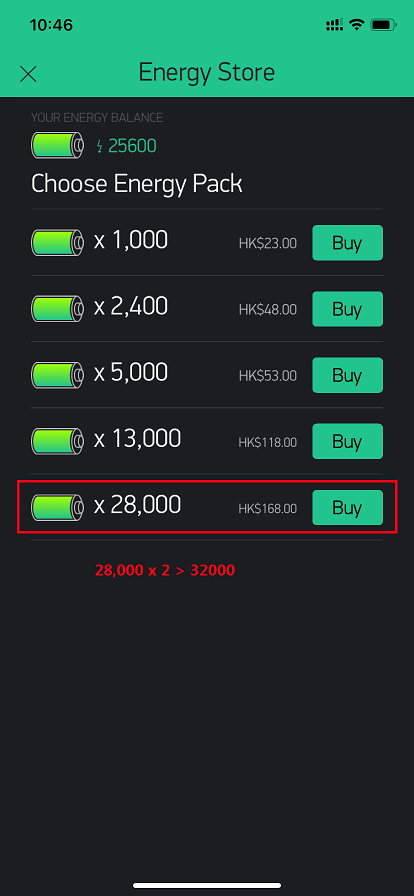 10:46
Energy Store
YOUR ENERGY BALANCE
25600
Choose Energy Pack
x 1,000 HK$23.00 Buy
x 2,400 HK$48.00 Buy
x 5,000 HK$53.00 Buy
x 13,000 HK$118.00 Buy
x 28,000 HK$168.00 Buy
28,000 x 2 > 32000